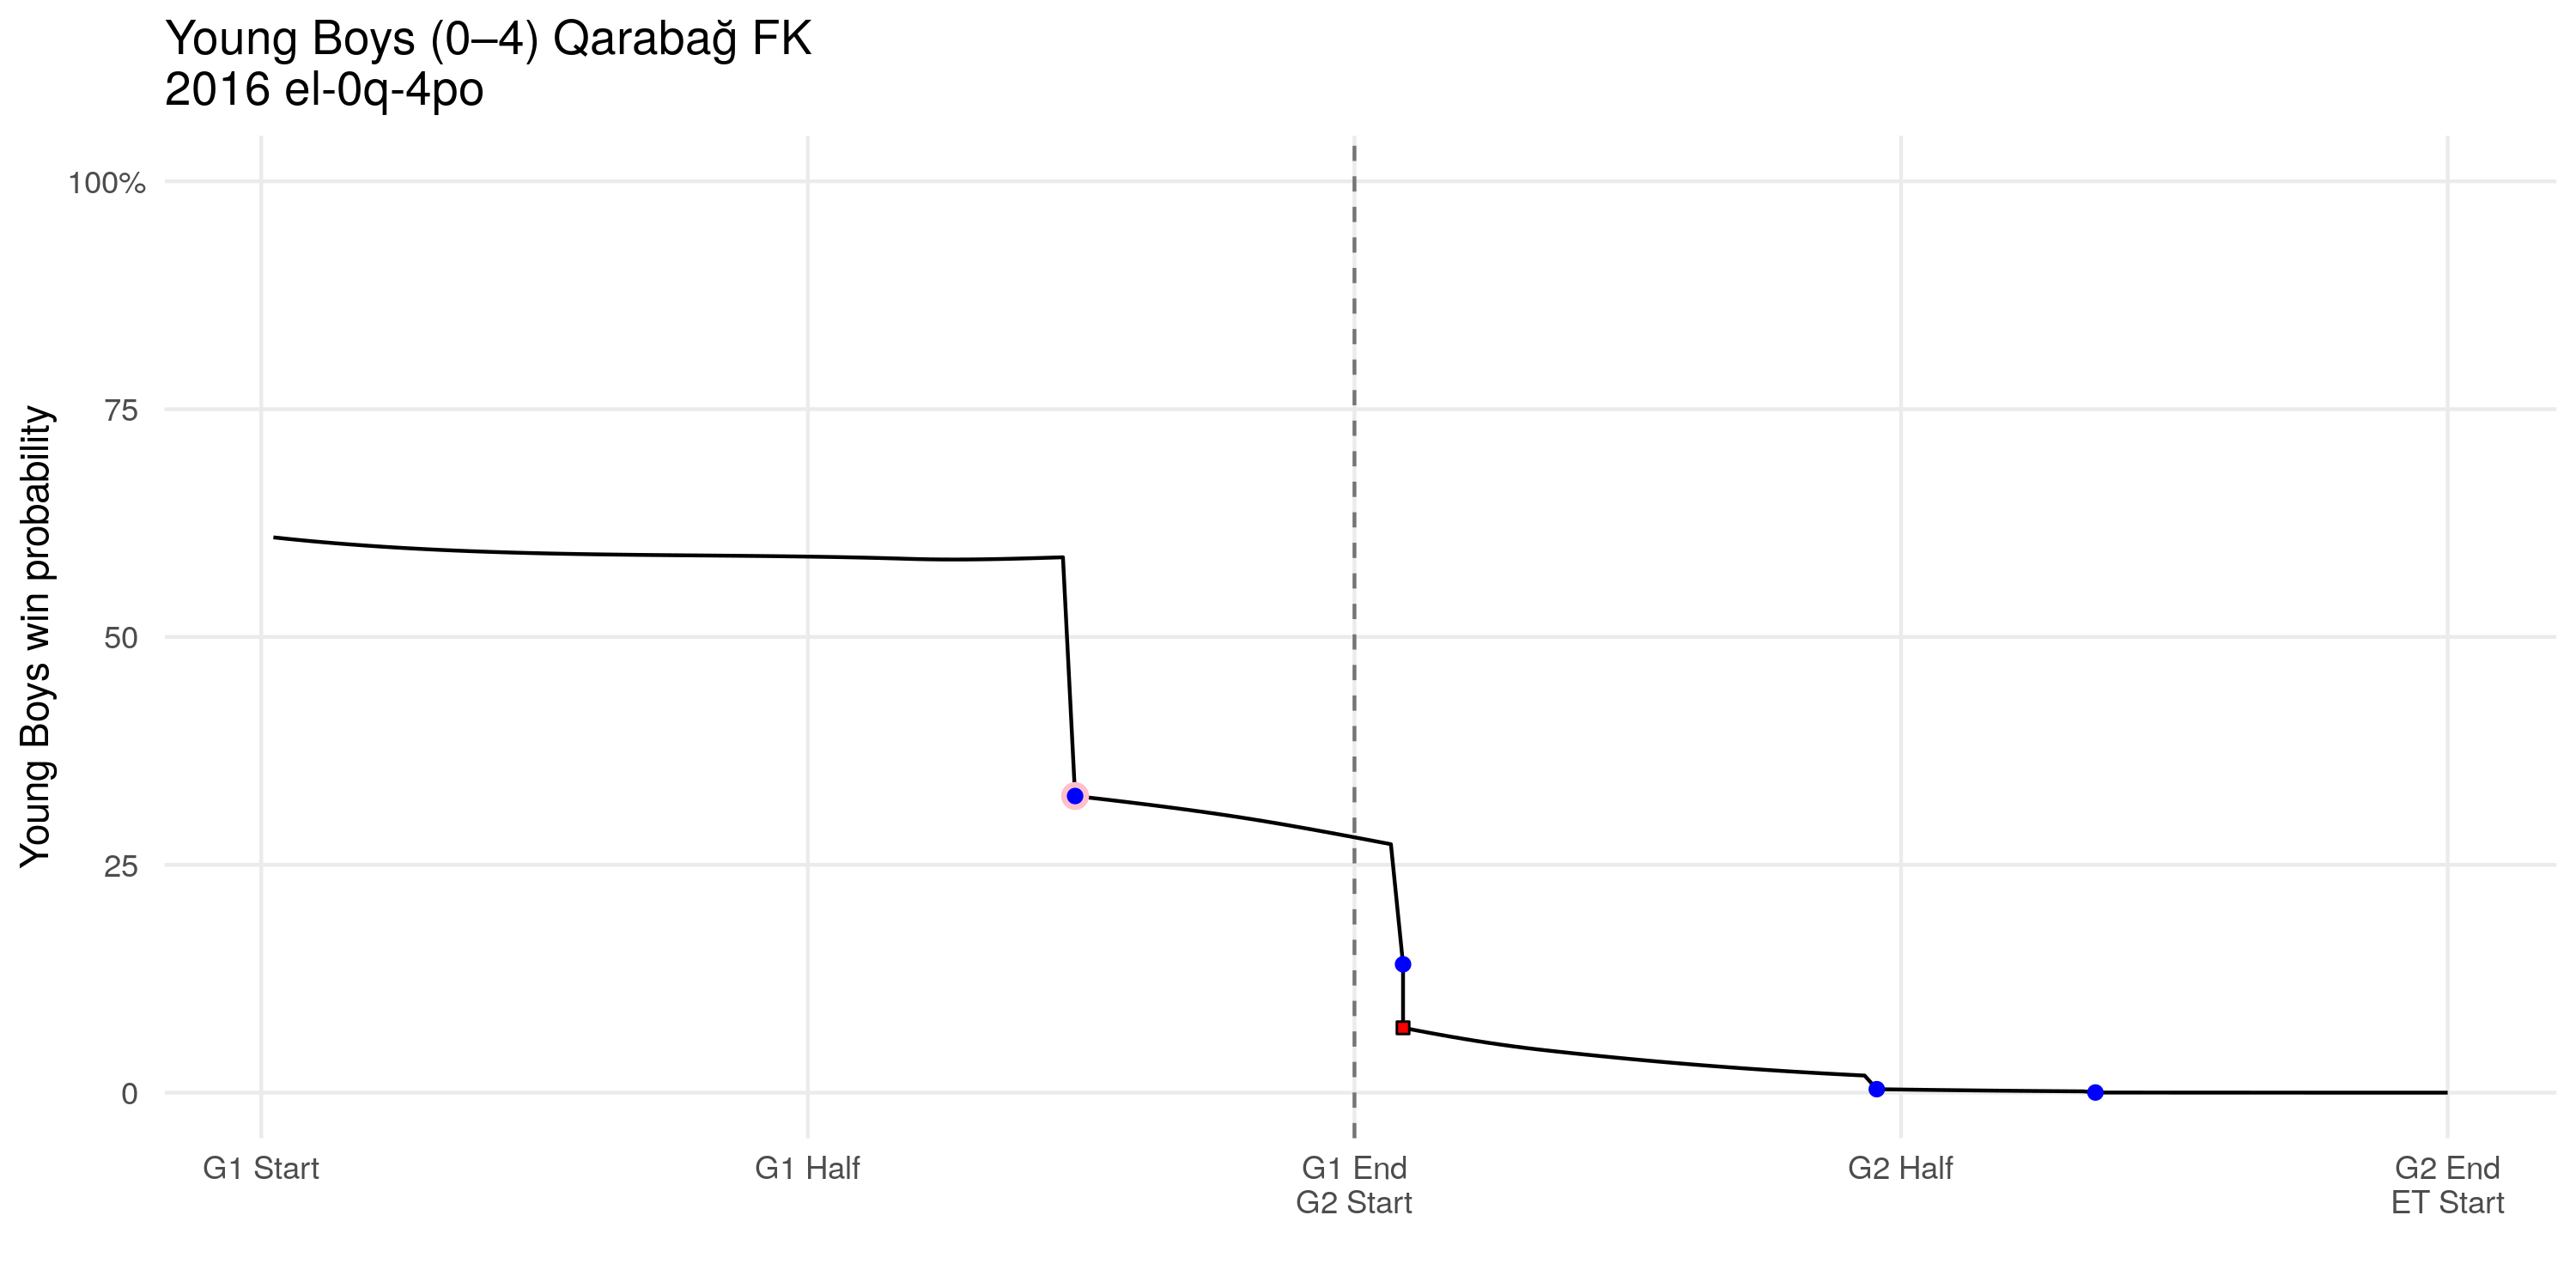 Young Boys (0–4) Qarabağ FK
2016 el-0q-4po
Young Boys win probability
100%
75
50
25
0
G1 Start
G1 Half
G1 End
G2 Start
G2 Half
G2 End
ET Start